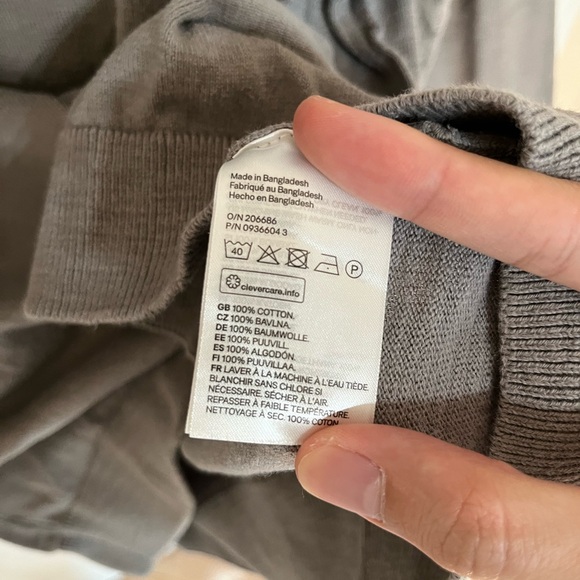 Made in Bangladesh
Fabriqué au Bangladesh
Hecho en Bangladesh
O/N 206686
P/N 0936604 3
40 P
clevercare.info
GB 100% COTTON.
CZ 100% BAVLNA.
DE 100% BAUMWOLLE.
EE 100% PUUVILL.
ES 100% ALGODÓN.
FI 100% PUUVILLAA.
FR LAVER À LA MACHINE À L'EAU TIÈDE.
BLANCHIR SANS CHLORE SI
NÉCESSAIRE. SÉCHER À L'AIR.
REPASSER À FAIBLE TEMPÉRATURE.
NETTOYAGE À SEC. 100% COTON